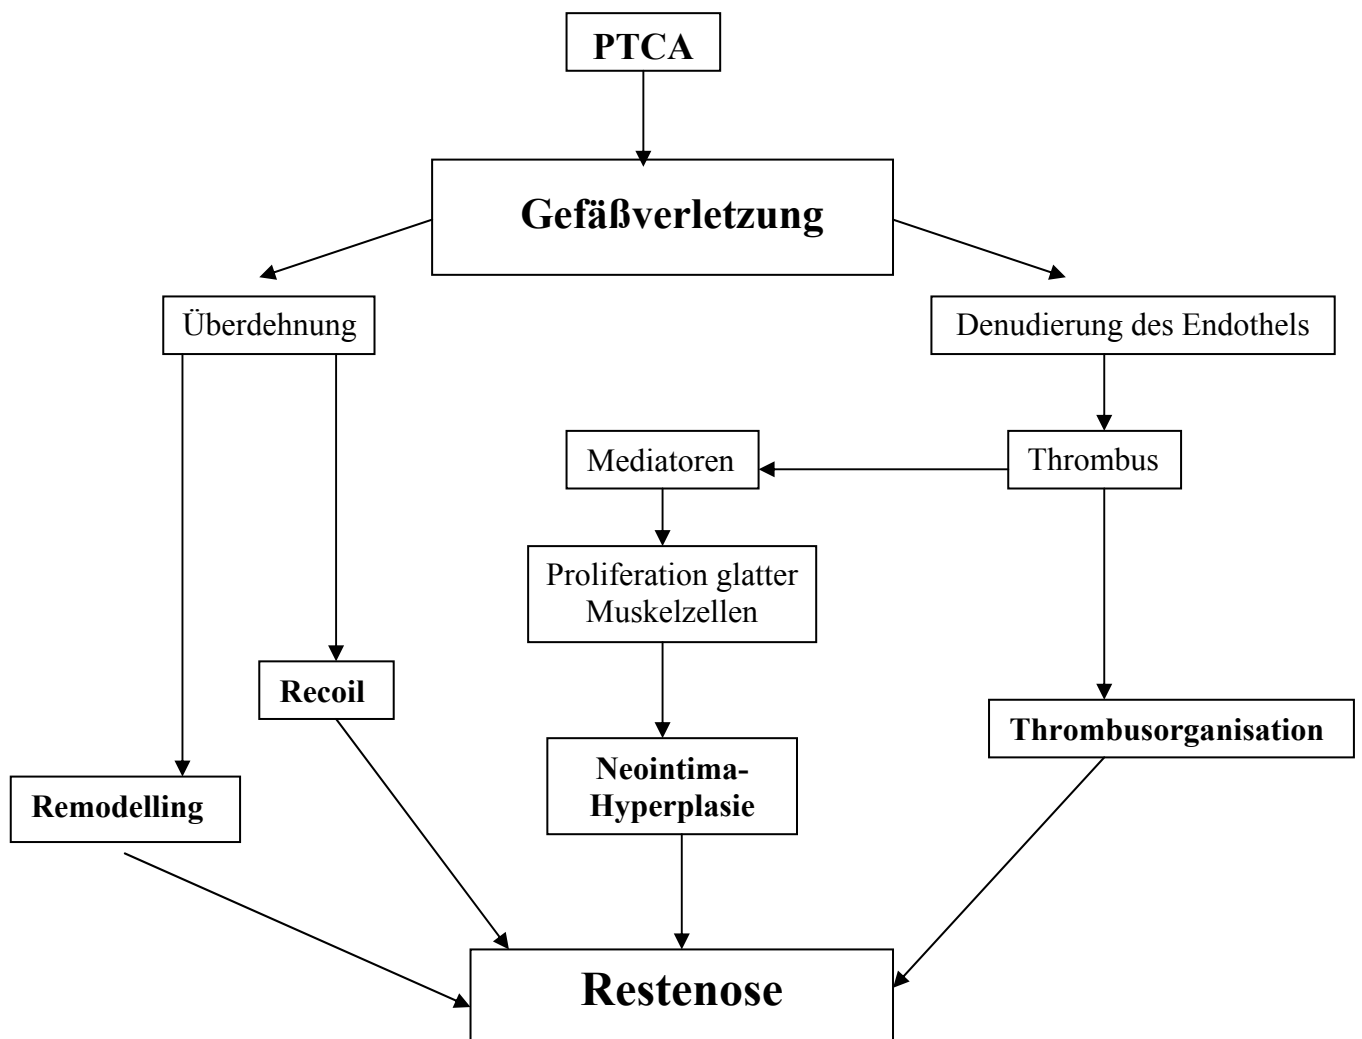 PTCA
Gefäßverletzung
Überdehnung
Denudierung des Endothels
Mediatoren
Thrombus
Proliferation glatter
Muskelzellen
Recoil
Thrombusorganisation
Neointima-
Hyperplasie
Remodelling
Restenose